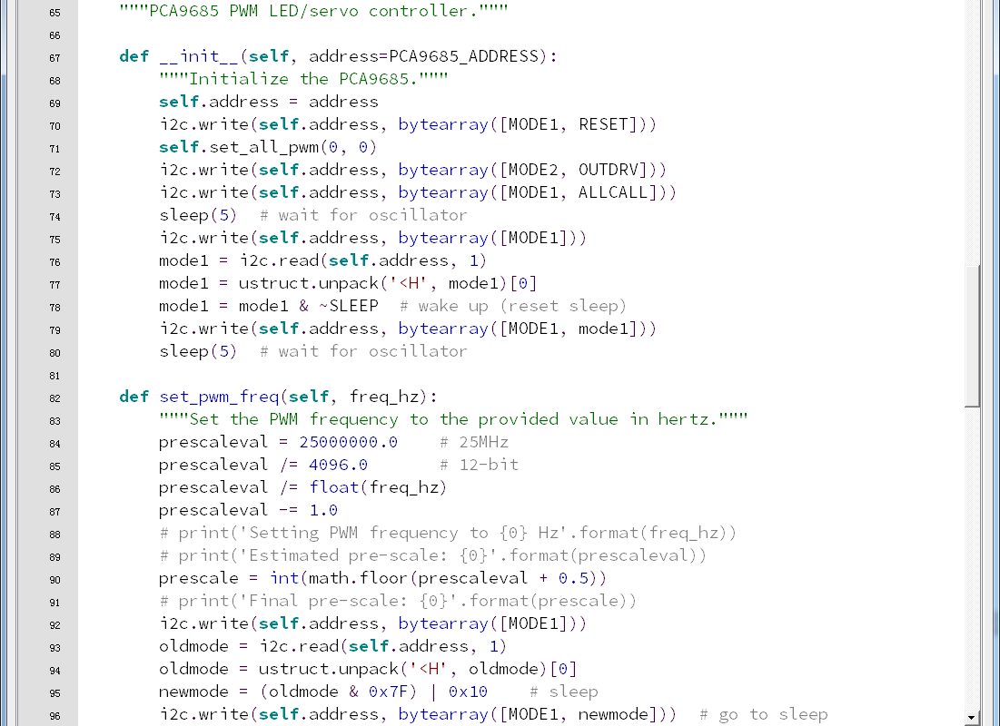 65 """PCA9685 PWM LED/servo controller."""
66
67 def __init__(self, address=PCA9685_ADDRESS):
68 """Initialize the PCA9685."""
69 self.address = address
70 i2c.write(self.address, bytearray([MODE1, RESET]))
71 self.set_all_pwm(0, 0)
72 i2c.write(self.address, bytearray([MODE2, OUTDRV]))
73 i2c.write(self.address, bytearray([MODE1, ALLCALL]))
74 sleep(5)  # wait for oscillator
75 i2c.write(self.address, bytearray([MODE1]))
76 mode1 = i2c.read(self.address, 1)
77 mode1 = ustruct.unpack('<H', mode1)[0]
78 mode1 = mode1 & ~SLEEP  # wake up (reset sleep)
79 i2c.write(self.address, bytearray([MODE1, mode1]))
80 sleep(5)  # wait for oscillator
81
82 def set_pwm_freq(self, freq_hz):
83 """Set the PWM frequency to the provided value in hertz."""
84 prescaleval = 25000000.0    # 25MHz
85 prescaleval /= 4096.0       # 12-bit
86 prescaleval /= float(freq_hz)
87 prescaleval -= 1.0
88 # print('Setting PWM frequency to {0} Hz'.format(freq_hz))
89 # print('Estimated pre-scale: {0}'.format(prescaleval))
90 prescale = int(math.floor(prescaleval + 0.5))
91 # print('Final pre-scale: {0}'.format(prescale))
92 i2c.write(self.address, bytearray([MODE1]))
93 oldmode = i2c.read(self.address, 1)
94 oldmode = ustruct.unpack('<H', oldmode)[0]
95 newmode = (oldmode & 0x7F) | 0x10    # sleep
96 i2c.write(self.address, bytearray([MODE1, newmode]))  # go to sleep